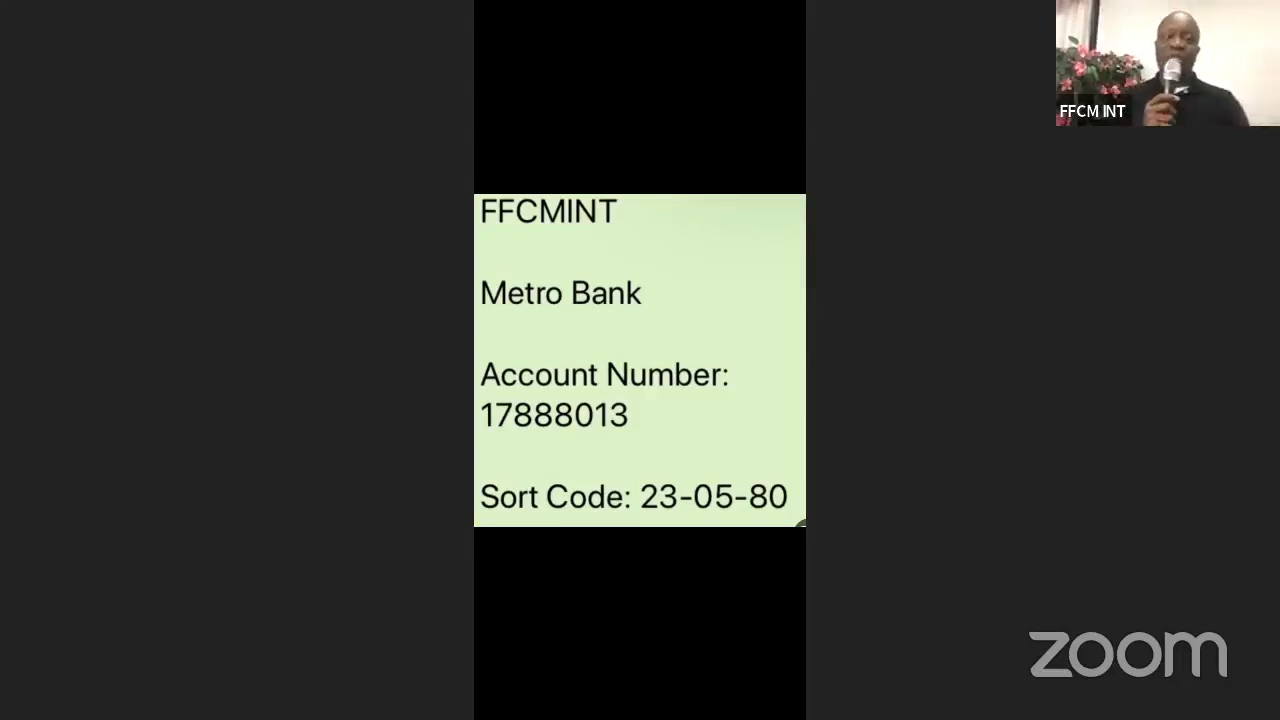 FFCMINT
Metro Bank
Account Number:
17888013
Sort Code: 23-05-80
FFCM INT
zoom